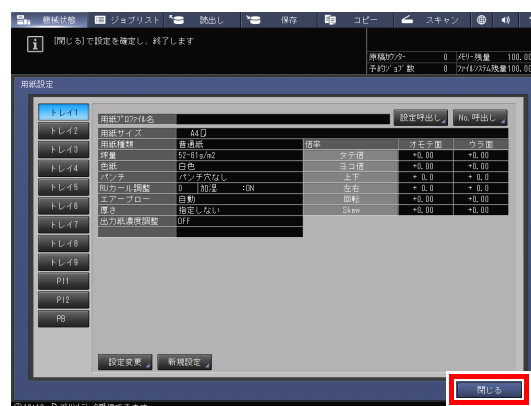 機械状態 ジョブリスト 読出し 保存 コピー スキャン
[閉じる]で設定を確定し、終了します
原稿ｶｳﾝﾀｰ 0 ﾒﾓﾘｰ残量 100.0
予約ｼﾞｮﾌﾞ数 0 ﾌｧｲﾙｼｽﾃﾑ残量100.00
用紙設定
トレイ1
トレイ2
トレイ3
トレイ4
トレイ5
トレイ6
トレイ7
トレイ8
トレイ9
PI1
PI2
PB
用紙ﾌﾟﾛﾌｧｲﾙ名 設定呼出し No.呼出し
用紙サイズ A4
用紙種類 普通紙 倍率 オモテ面 ウラ面
坪量 52-61g/m2 タテ倍 +0.00 +0.00
色紙 白色 ヨコ倍 +0.00 +0.00
パンチ パンチ穴なし 上下 + 0.0 + 0.0
RUカール調整 0 加湿 :ON 左右 + 0.0 + 0.0
エアーブロー 自動 回転 +0.00 +0.00
厚さ 指定しない Skew +0.00 +0.00
出力紙濃度調整 OFF
設定変更 新規設定
閉じる